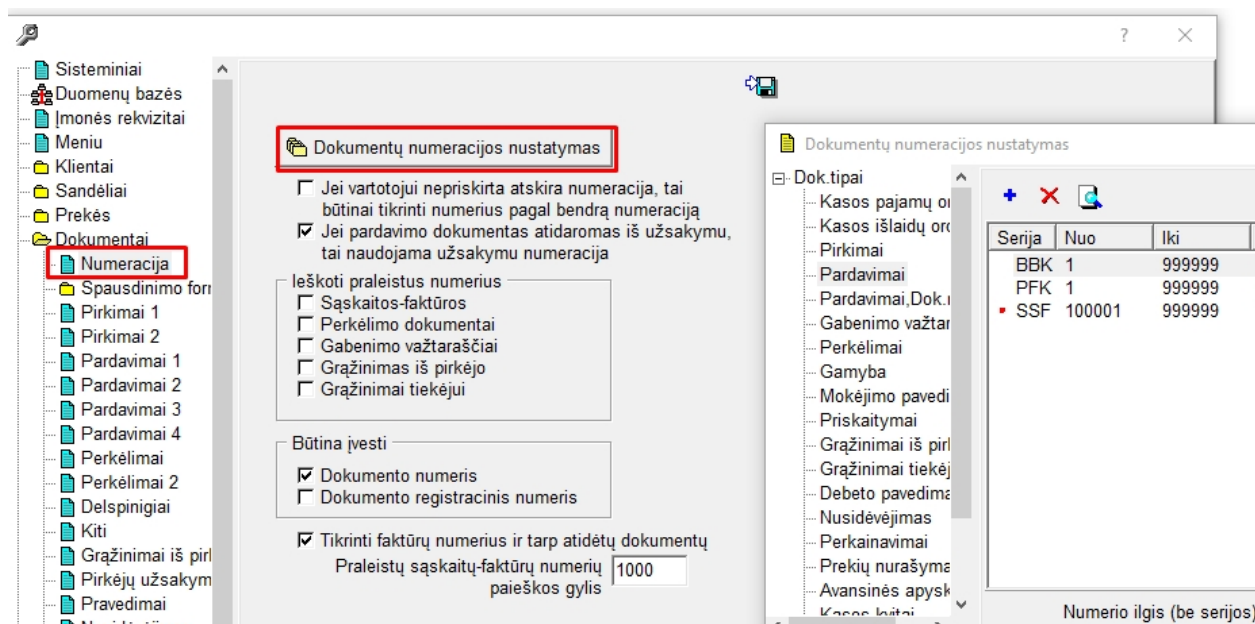 ?
Sisteminiai
Duomenų bazės
Įmonės rekvizitai
Meniu
Klientai
Sandėliai
Prekės
Dokumentai
Numeracija
Spausdinimo forr
Pirkimai 1
Pirkimai 2
Pardavimai 1
Pardavimai 2
Pardavimai 3
Pardavimai 4
Perkėlimai
Perkėlimai 2
Delspinigiai
Kiti
Grąžinimai iš pirl
Pirkėjų užsakym
Pravedimai
Dokumentų numeracijos nustatymas
Jei vartotojui nepriskirta atskira numeracija, tai
būtinai tikrinti numerius pagal bendrą numeraciją
Jei pardavimo dokumentas atidaromas iš užsakymų,
tai naudojama užsakymų numeracija
Ieškoti praleistus numerius
Sąskaitos-faktūros
Perkėlimo dokumentai
Gabenimo važtaraščiai
Grąžinimas iš pirkėjo
Grąžinimai tiekėjui
Būtina įvesti
Dokumento numeris
Dokumento registracinis numeris
Tikrinti faktūrų numerius ir tarp atidėtų dokumentų
Praleistų sąskaitų-faktūrų numerių
paieškos gylis
1000
Dokumentų numeracijos nustatymas
Dok.tipai
Kasos pajamų or
Kasos išlaidų ord
Pirkimai
Pardavimai
Pardavimai,Dok.r
Gabenimo važtar
Perkėlimai
Gamyba
Mokėjimo pavedi
Priskaitymai
Grąžinimai iš pirl
Grąžinimai tiekėj
Debeto pavedima
Nusidėvėjimas
Perkainavimai
Prekių nurašyma
Avansinės apysk
Kasos kvitai
Serija Nuo Iki
BBK 1 999999
PFK 1 999999
SSF 100001 999999
Numerio ilgis (be serijos)